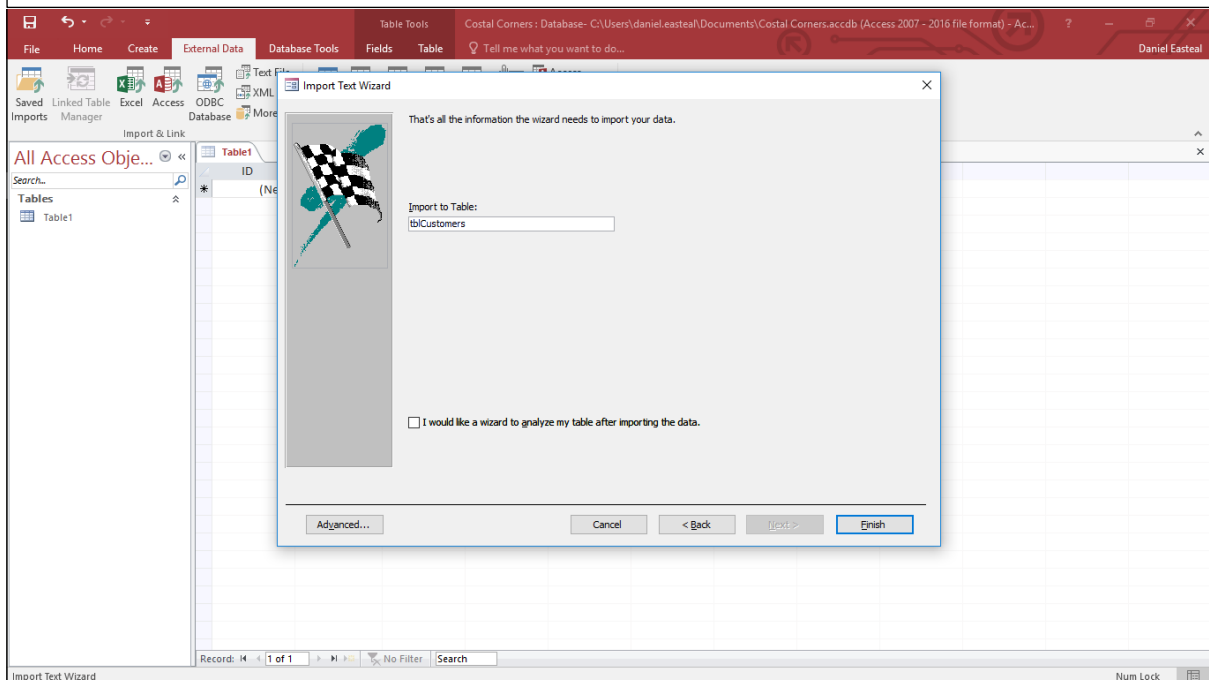 Table Tools Costal Corners : Database- C:\Users\daniel.easteal\Documents\Costal Corners.accdb (Access 2007 - 2016 file format) - Ac... ?
File Home Create External Data Database Tools Fields Table Tell me what you want to do... Daniel Easteal
Saved Imports
Linked Table Manager
Excel
Access
ODBC Database
Text File
XML
More
Access
Import & Link
Import Text Wizard
That's all the information the wizard needs to import your data.
Import to Table:
tblCustomers
I would like a wizard to analyze my table after importing the data.
Advanced... Cancel < Back Next > Finish
All Access Obje... «
Search...
Tables
Table1
Table1
ID
* (Ne
Record: 1 of 1 No Filter Search
Import Text Wizard Num Lock